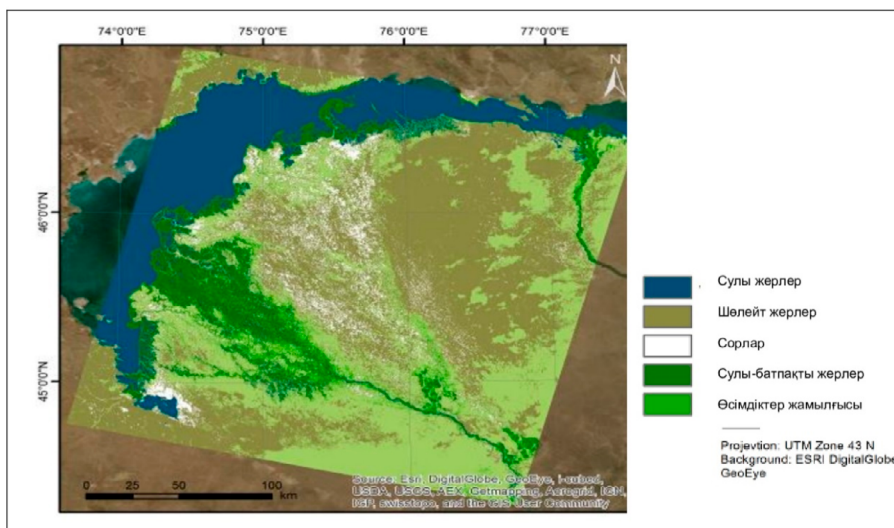 74°0'0"E 75°0'0"E 76°0'0"E 77°0'0"E
N
46°0'0"N
45°0'0"N
Сулы жерлер
Шөлейт жерлер
Сорлар
Сулы-батпақты жерлер
Өсімдіктер жамылғысы
Projevtion: UTM Zone 43 N
Background: ESRI DigitalGlobe
GeoEye
0 25 50 100
km
Source: Esri, DigitalGlobe, GeoEye, i-cubed,
USDA, USGS, AEX, Getmapping, Aerogrid, IGN,
IGP, swisstopo, and the GIS User Community